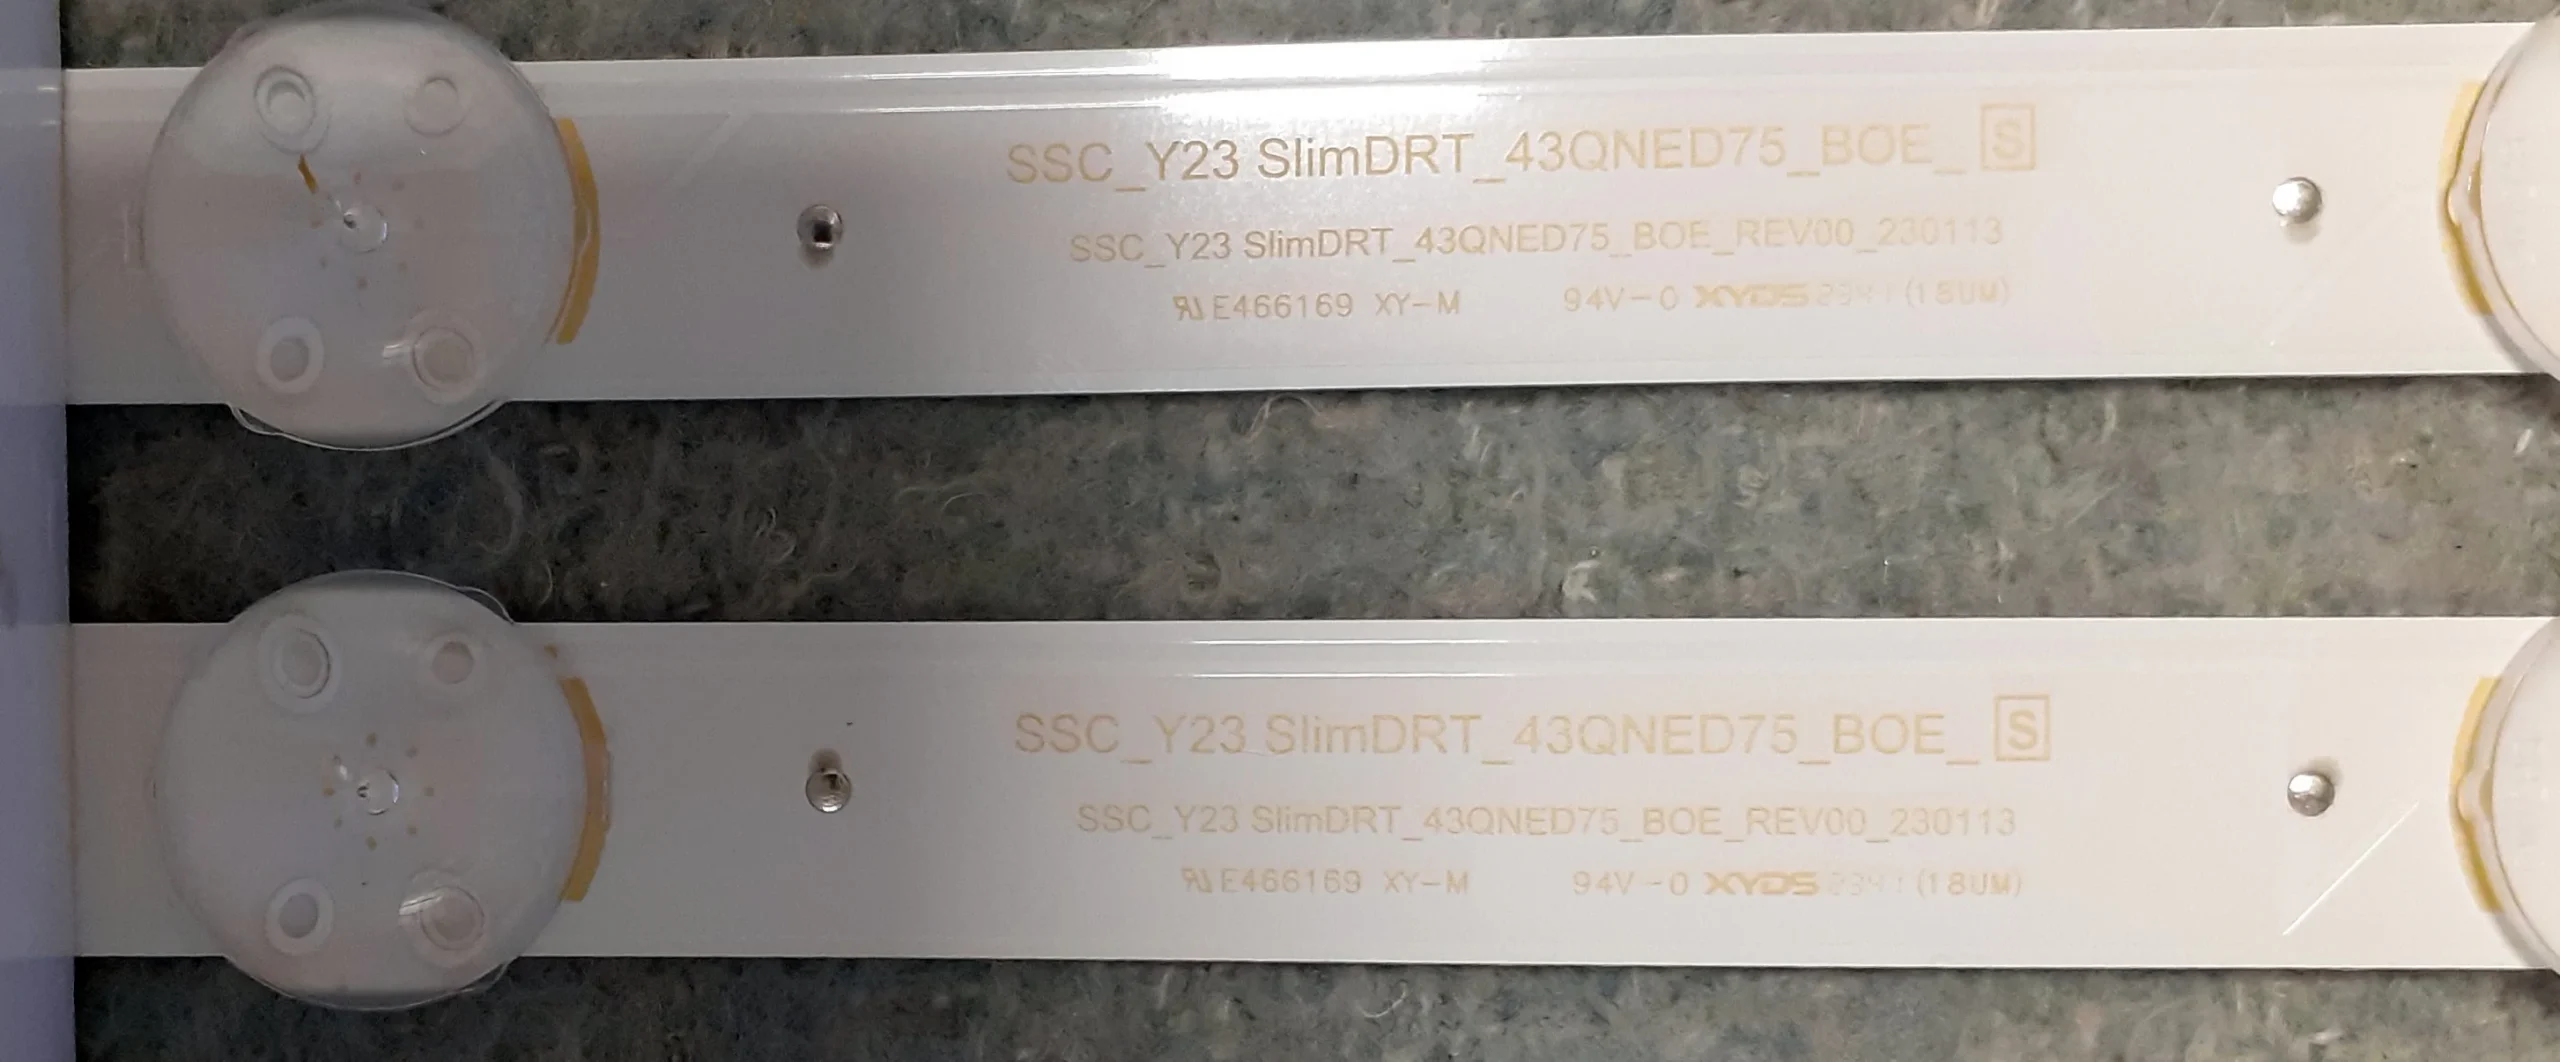 SSC_Y23 SlimDRT_43QNED75_BOE_ S
SSC_Y23 SlimDRT_43QNED75_BOE_REV00_230113
E466169 XY-M 94V-0 XYDS (18UM)
SSC_Y23 SlimDRT_43QNED75_BOE_ S
SSC_Y23 SlimDRT_43QNED75_BOE_REV00_230113
E466169 XY-M 94V-0 XYDS (18UM)